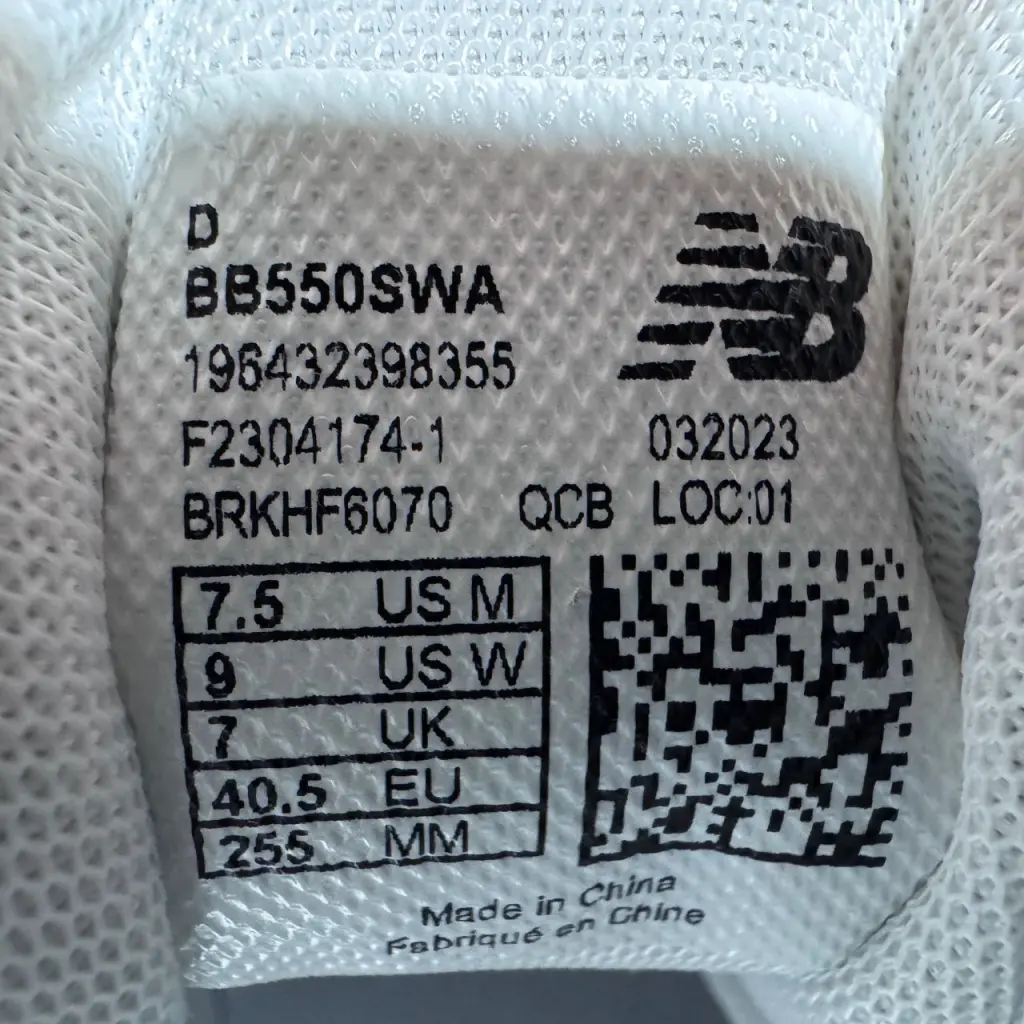 D
BB550SWA
NB
196432398355
F2304174-1 032023
BRKHF6070 QCB LOC:01
7.5 US M
9 US W
7 UK
40.5 EU
255 MM
Made in China
Fabriqué en Chine